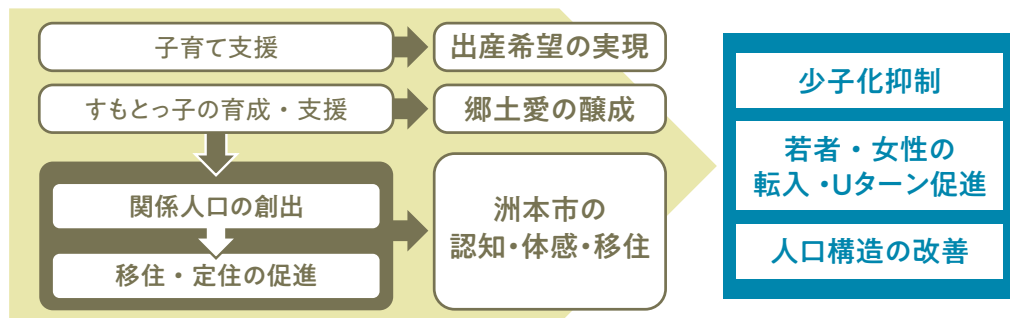 子育て支援
出産希望の実現
すもとっ子の育成・支援
郷土愛の醸成
関係人口の創出
移住・定住の促進
洲本市の
認知・体感・移住
少子化抑制
若者・女性の
転入・Uターン促進
人口構造の改善